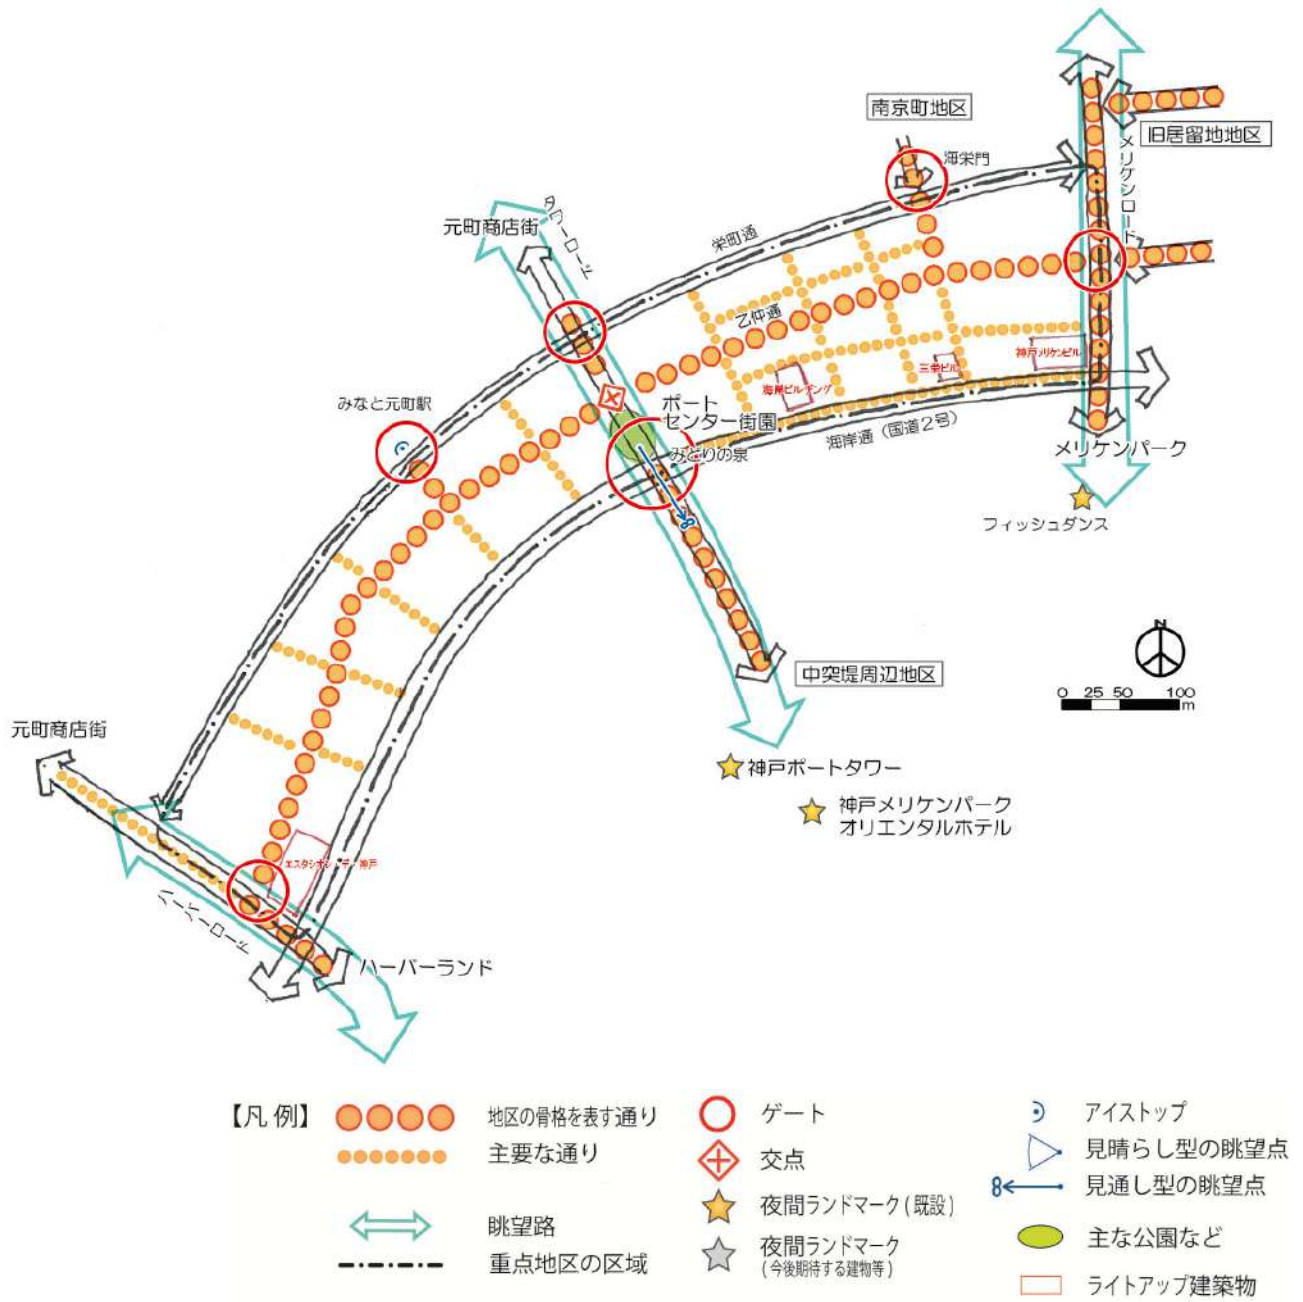 南京町地区
海栄門
旧居留地地区
メリケンロード
元町商店街
タワーロード
栄町通
乙仲通
神戸メリケンビル
三栄ビル
海岸ビルヂング
みなと元町駅
ポート
センター街園
みどりの泉
海岸通（国道２号）
メリケンパーク
フィッシュダンス
N
0 25 50 100
m
中突堤周辺地区
元町商店街
神戸ポートタワー
神戸メリケンパーク
オリエンタルホテル
エスタシオン・デ・神戸
ハーバーロード
ハーバーランド
【凡例】
地区の骨格を表す通り
主要な通り
眺望路
重点地区の区域
ゲート
交点
夜間ランドマーク(既設)
夜間ランドマーク
(今後期待する建物等)
アイストップ
見晴らし型の眺望点
見通し型の眺望点
主な公園など
ライトアップ建築物